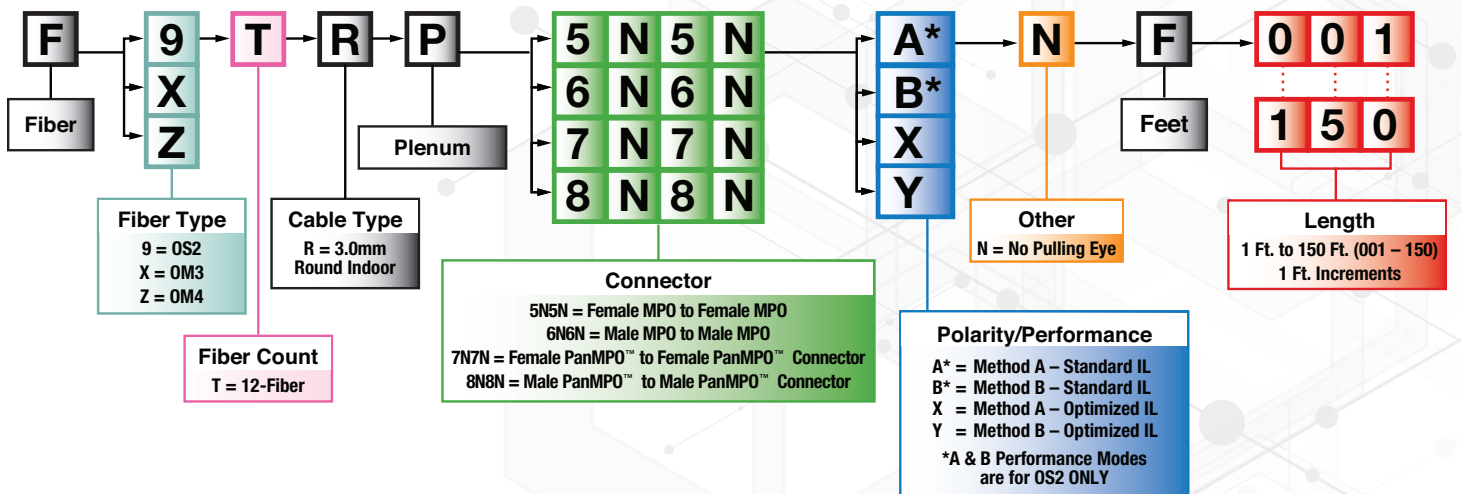 F 9 T R P 5 N 5 N A* N F 0 0 1
X 6 N 6 N B*
Z 7 N 7 N X 1 5 0
8 N 8 N Y
Fiber
Plenum
Feet
Fiber Type
9 = OS2
X = OM3
Z = OM4
Cable Type
R = 3.0mm
Round Indoor
Fiber Count
T = 12-Fiber
Connector
5N5N = Female MPO to Female MPO
6N6N = Male MPO to Male MPO
7N7N = Female PanMPO™ to Female PanMPO™ Connector
8N8N = Male PanMPO™ to Male PanMPO™ Connector
Polarity/Performance
A* = Method A – Standard IL
B* = Method B – Standard IL
X = Method A – Optimized IL
Y = Method B – Optimized IL
*A & B Performance Modes
are for OS2 ONLY
Other
N = No Pulling Eye
Length
1 Ft. to 150 Ft. (001 – 150)
1 Ft. Increments